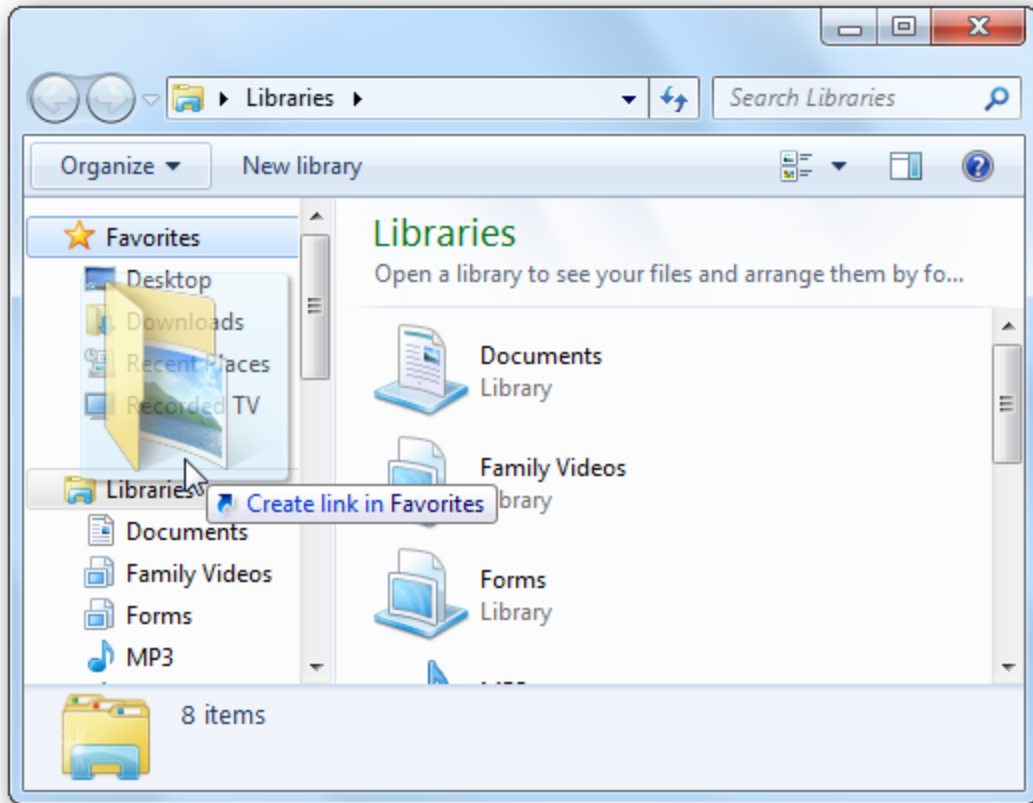 Libraries
Search Libraries
Organize
New library
Favorites
Desktop
Downloads
Recent Places
Recorded TV
Libraries
Documents
Family Videos
Forms
MP3
Create link in Favorites
Libraries
Open a library to see your files and arrange them by fo...
Documents
Library
Family Videos
Library
Forms
Library
8 items